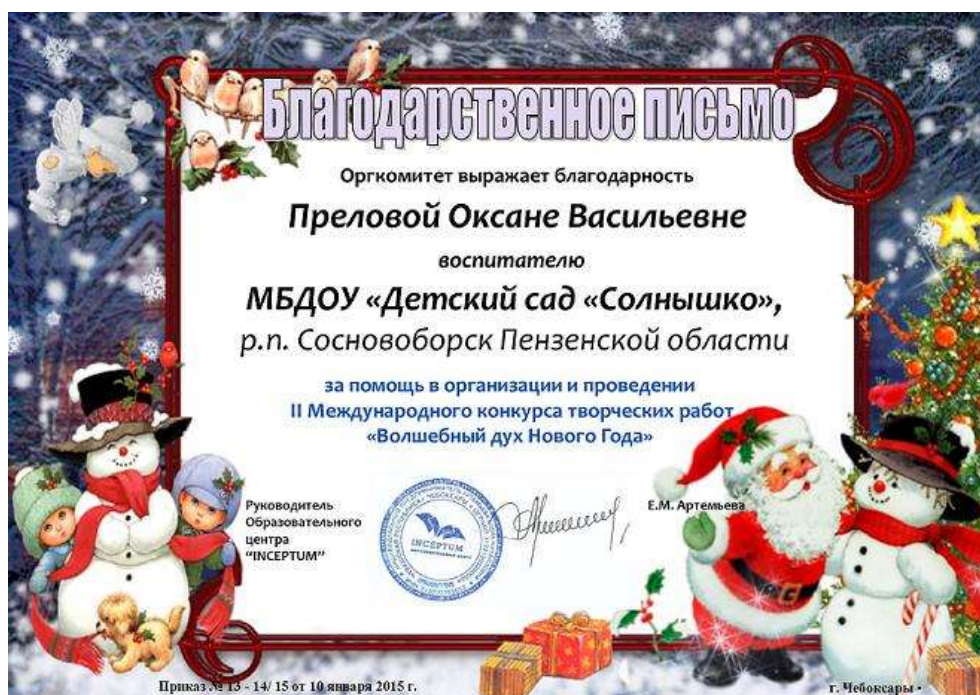 Благодарственное письмо
Оргкомитет выражает благодарность
Преловой Оксане Васильевне
воспитателю
МБДОУ «Детский сад «Солнышко»,
р.п. Сосновоборск Пензенской области
за помощь в организации и проведении
II Международного конкурса творческих работ
«Волшебный дух Нового Года»
Руководитель
Образовательного
центра
"INCEPTUM"
INCEPTUM
Е.М. Артемьева
Приказ № 13 - 14/ 15 от 10 января 2015 г.
г. Чебоксары